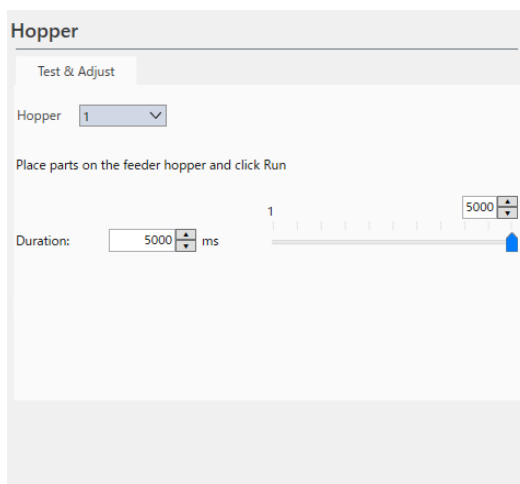 Hopper
Test & Adjust
Hopper 1
Place parts on the feeder hopper and click Run
1 5000
Duration: 5000 ms